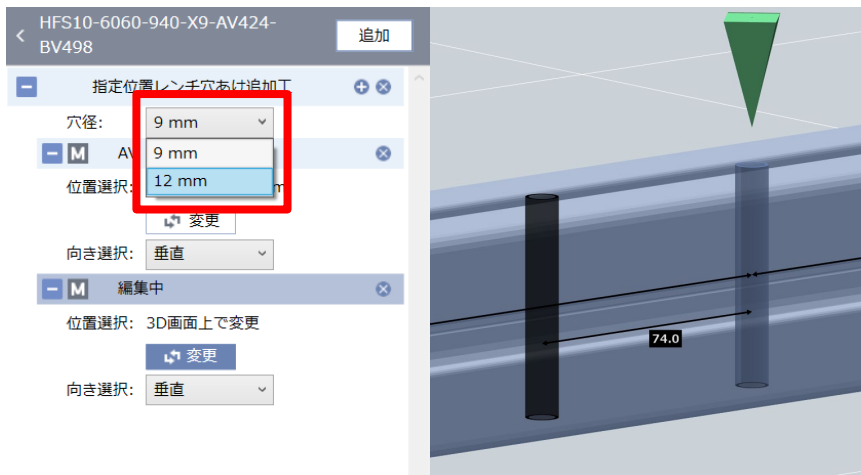 HFS10-6060-940-X9-AV424-
BV498
追加
指定位置レンチ穴あけ追加工
穴径: 9 mm
9 mm
12 mm
M AV
位置選択: m
変更
向き選択: 垂直
M 編集中
位置選択: 3D画面上で変更
変更
向き選択: 垂直
74.0